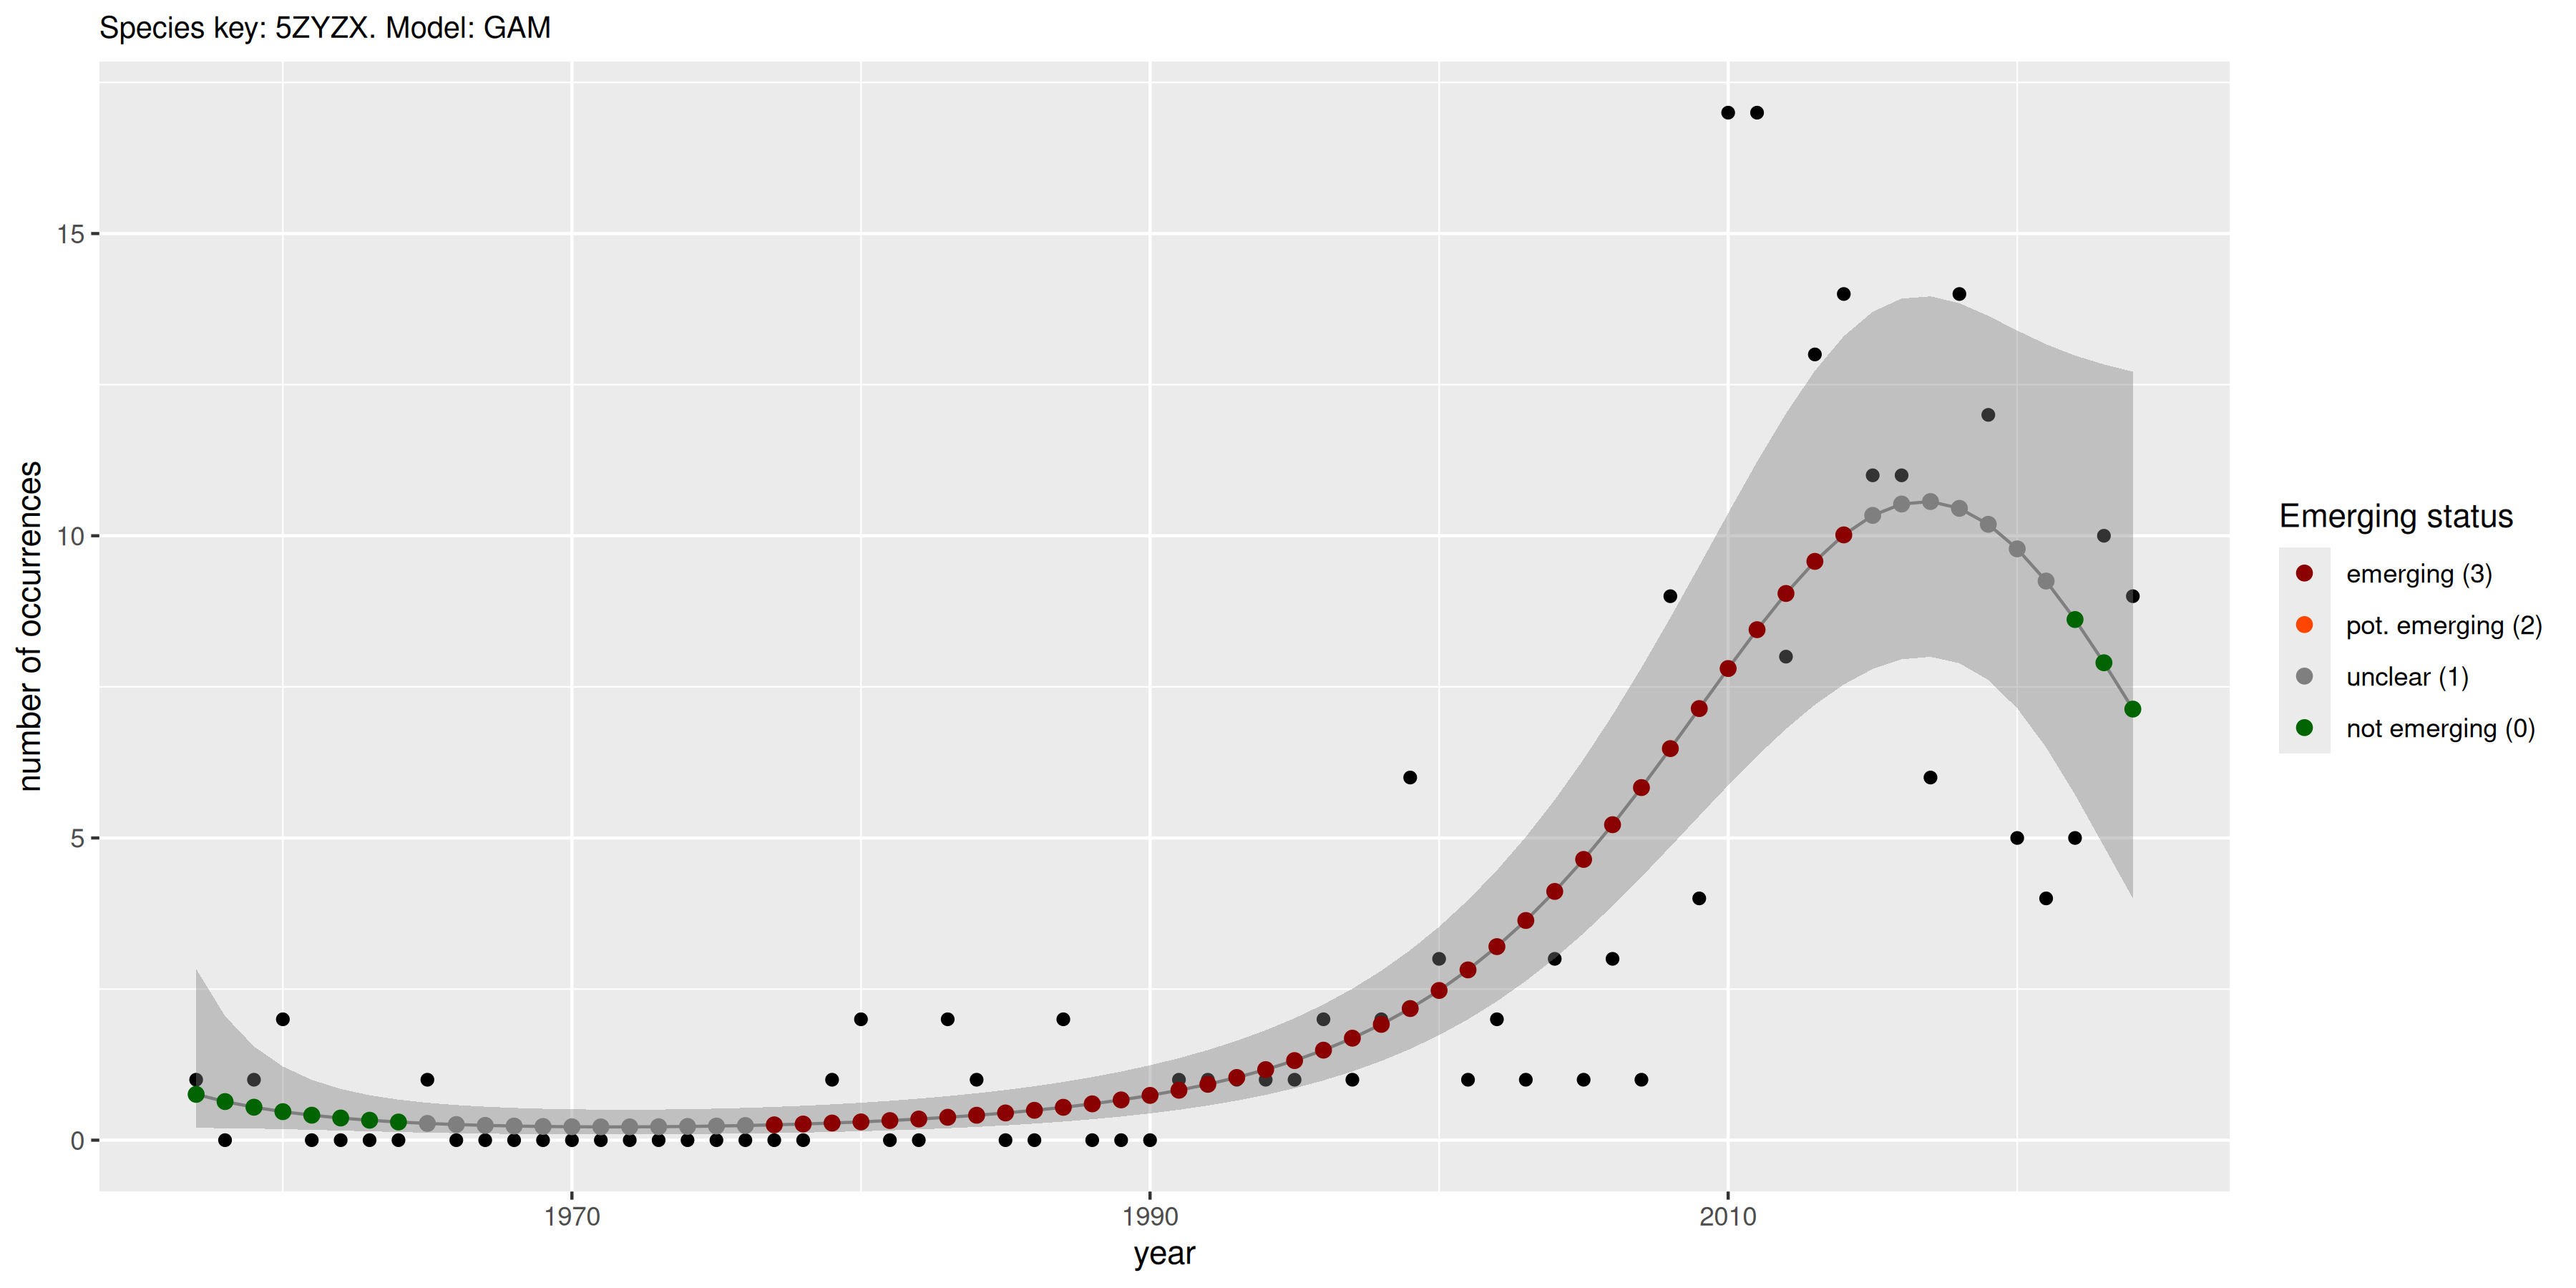 Species key: 5ZYZX. Model: GAM
15
10
5
0
number of occurrences
1970
1990
2010
year
Emerging status
emerging (3)
pot. emerging (2)
unclear (1)
not emerging (0)